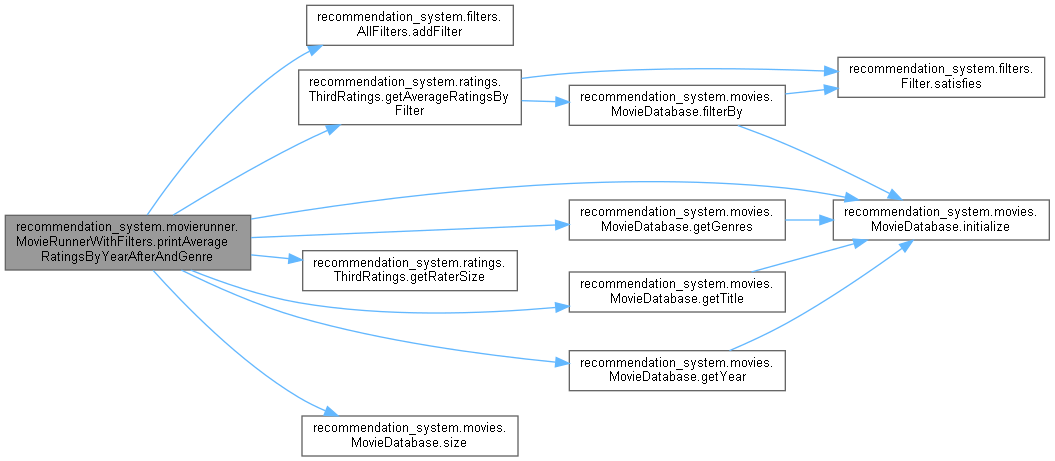 recommendation_system.filters.
AllFilters.addFilter
recommendation_system.ratings.
ThirdRatings.getAverageRatingsBy
Filter
recommendation_system.filters.
Filter.satisfies
recommendation_system.movies.
MovieDatabase.filterBy
recommendation_system.movierunner.
MovieRunnerWithFilters.printAverage
RatingsByYearAfterAndGenre
recommendation_system.movies.
MovieDatabase.getGenres
recommendation_system.movies.
MovieDatabase.initialize
recommendation_system.ratings.
ThirdRatings.getRaterSize
recommendation_system.movies.
MovieDatabase.getTitle
recommendation_system.movies.
MovieDatabase.getYear
recommendation_system.movies.
MovieDatabase.size